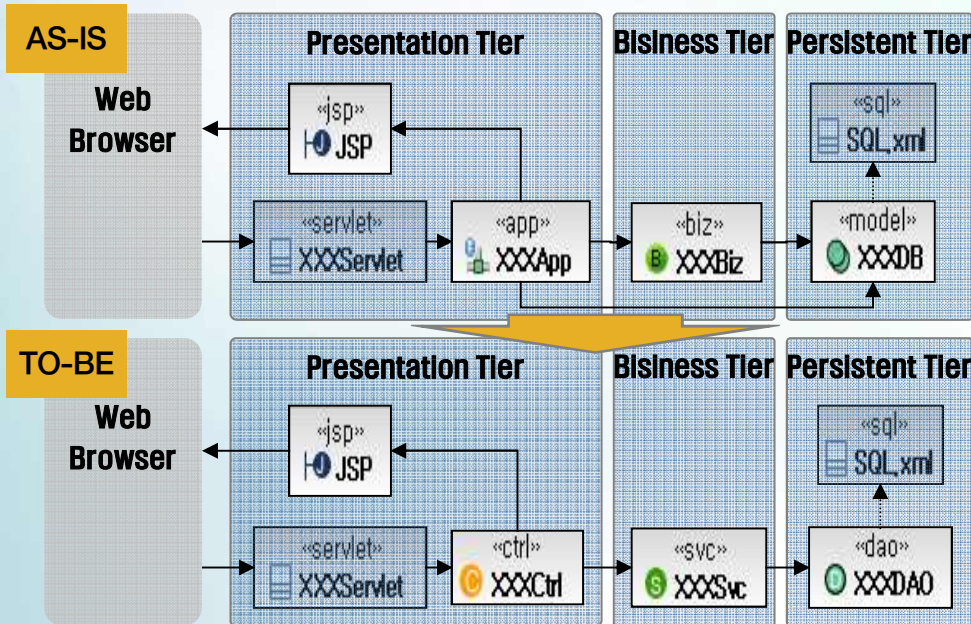 AS-IS
Web
Browser
Presentation Tier
«jsp»
JSP
«servlet»
XXXServlet
«app»
XXXApp
Bisiness Tier
«biz»
B XXXBiz
Persistent Tier
«sql»
SQL.xml
«model»
XXXDB
TO-BE
Web
Browser
Presentation Tier
«jsp»
JSP
«servlet»
XXXServlet
«ctrl»
C XXXCtrl
Bisiness Tier
«svc»
S XXXSvc
Persistent Tier
«sql»
SQL.xml
«dao»
D XXXDAO